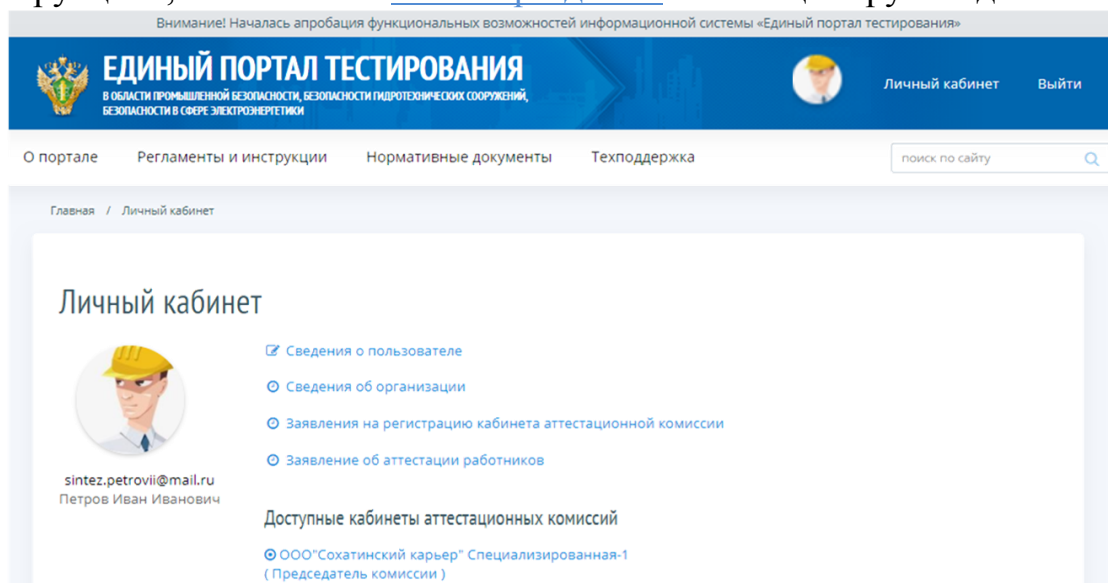 Внимание! Началась апробация функциональных возможностей информационной системы «Единый портал тестирования»
ЕДИНЫЙ ПОРТАЛ ТЕСТИРОВАНИЯ
В ОБЛАСТИ ПРОМЫШЛЕННОЙ БЕЗОПАСНОСТИ, БЕЗОПАСНОСТИ ГИДРОТЕХНИЧЕСКИХ СООРУЖЕНИЙ,
БЕЗОПАСНОСТИ В СФЕРЕ ЭЛЕКТРОЭНЕРГЕТИКИ
Личный кабинет Выйти
О портале Регламенты и инструкции Нормативные документы Техподдержка поиск по сайту
Главная / Личный кабинет
Личный кабинет
Сведения о пользователе
Сведения об организации
Заявления на регистрацию кабинета аттестационной комиссии
Заявление об аттестации работников
sintez.petrovii@mail.ru
Петров Иван Иванович
Доступные кабинеты аттестационных комиссий
ООО"Сохатинский карьер" Специализированная-1
( Председатель комиссии )